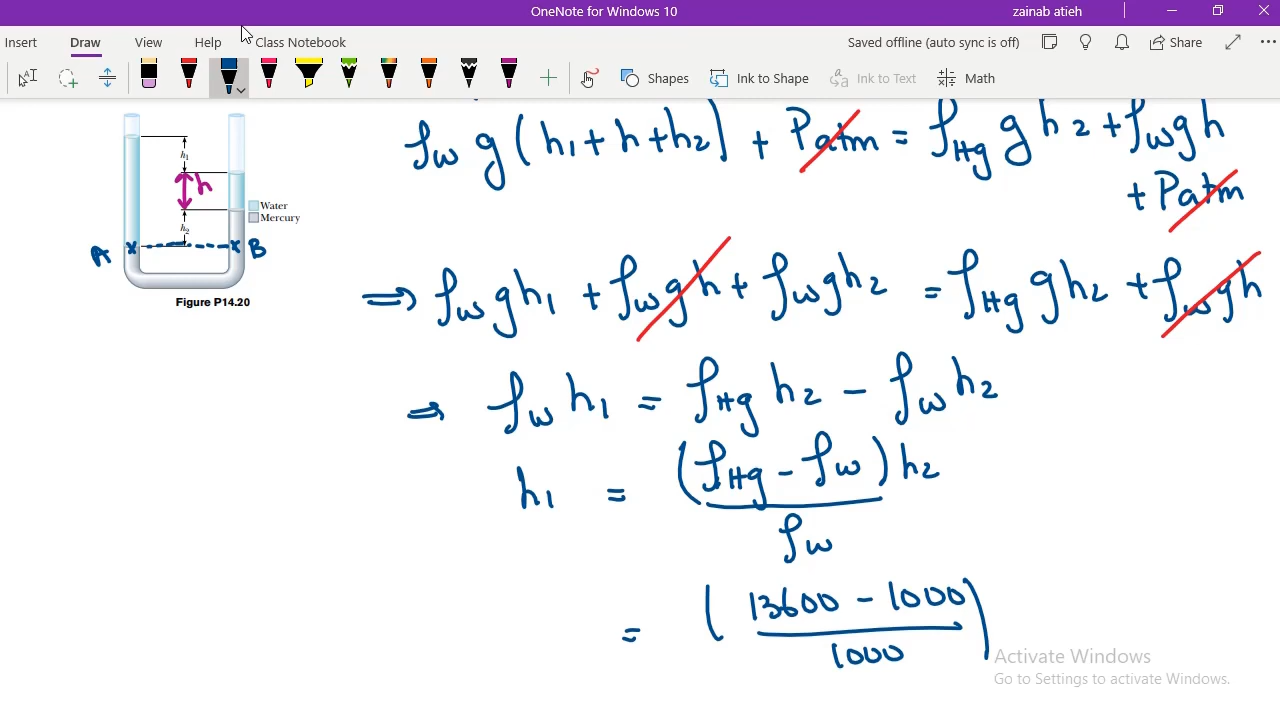 OneNote for Windows 10
zainab atieh
Insert Draw View Help Class Notebook
Saved offline (auto sync is off) Share
Shapes Ink to Shape Ink to Text Math
ρw g (h1 + h + h2) + Patm = ρHg g h2 + ρw g h
+ Patm
h1
h
h2
Water
Mercury
A B
Figure P14.20
⇒ ρw g h1 + ρw g h + ρw g h2 = ρHg g h2 + ρw g h
⇒ ρw h1 = ρHg h2 − ρw h2
h1 = (ρHg − ρw) h2
ρw
= ( 13600 − 1000 )
1000
Activate Windows
Go to Settings to activate Windows.